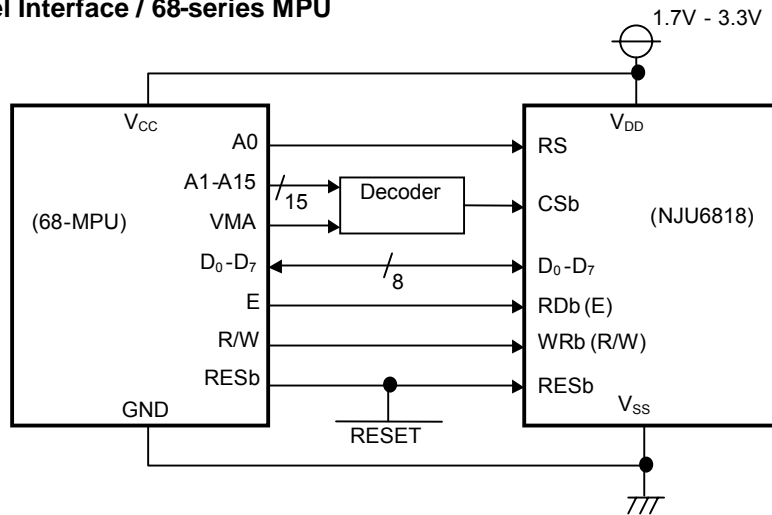 el Interface / 68-series MPU
1.7V - 3.3V
VCC
VDD
A0
RS
A1-A15
15
Decoder
CSb
(68-MPU)
VMA
(NJU6818)
D0-D7
8
D0-D7
E
RDb (E)
R/W
WRb (R/W)
RESb
RESb
GND
RESET
VSS